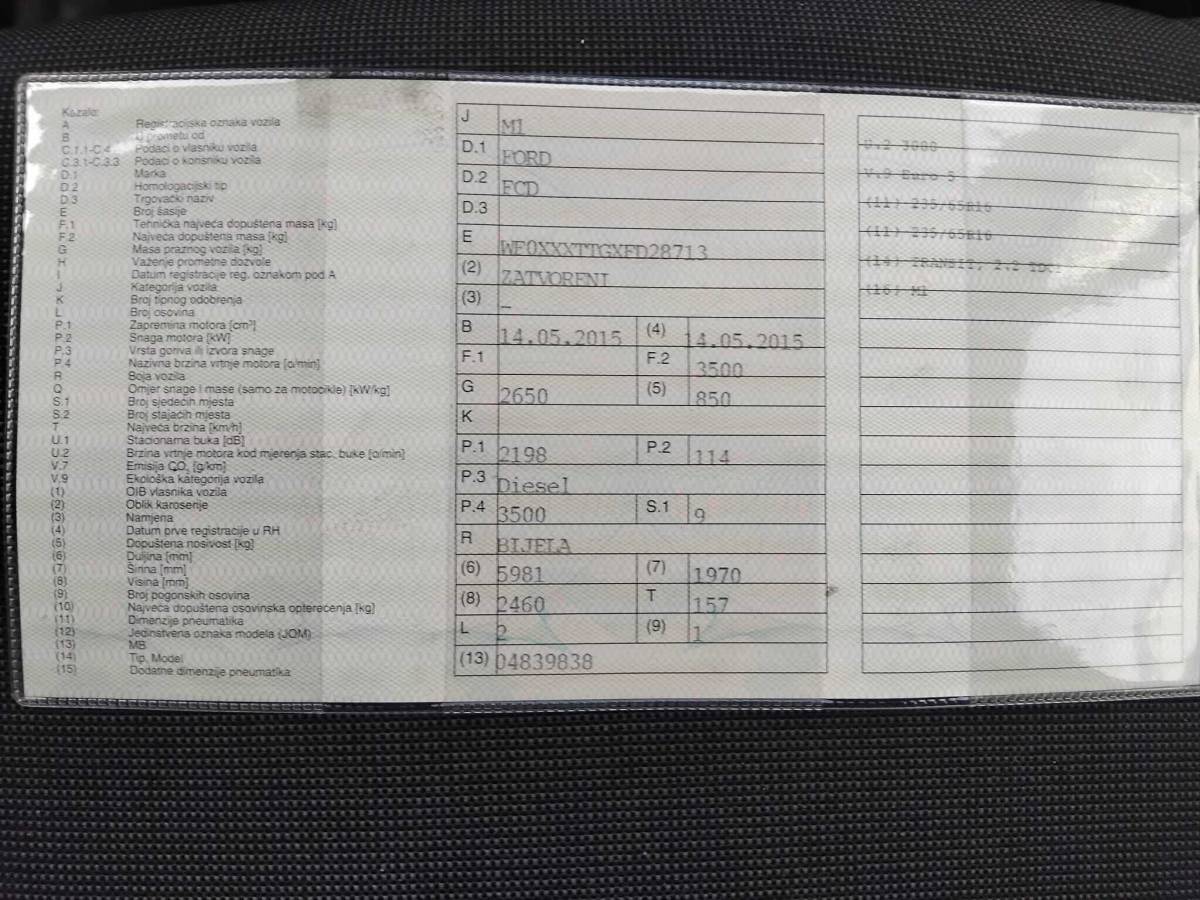 Kazalo:
A Registracijska oznaka vozila
B U prometu od
C.1.1-C.4 Podaci o vlasniku vozila
C.3.1-C.3.3 Podaci o korisniku vozila
D.1 Marka
D.2 Homologacijski tip
D.3 Trgovački naziv
E Broj šasije
F.1 Tehnička najveća dopuštena masa [kg]
F.2 Najveća dopuštena masa [kg]
G Masa praznog vozila [kg]
H Važenje prometne dozvole
I Datum registracije reg. oznakom pod A
J Kategorija vozila
K Broj tipnog odobrenja
L Broj osovina
P.1 Zapremina motora [cm³]
P.2 Snaga motora [kW]
P.3 Vrsta goriva ili izvora snage
P.4 Nazivna brzina vrtnje motora [o/min]
R Boja vozila
Q Omjer snage i mase (samo za motocikle) [kW/kg]
S.1 Broj sjedećih mjesta
S.2 Broj stajaćih mjesta
T Najveća brzina [km/h]
U.1 Stacionarna buka [dB]
U.2 Brzina vrtnje motora kod mjerenja stac. buke [o/min]
V.7 Emisija CO₂ [g/km]
V.9 Ekološka kategorija vozila
(1) OIB vlasnika vozila
(2) Oblik karoserije
(3) Namjena
(4) Datum prve registracije u RH
(5) Dopuštena nosivost [kg]
(6) Duljina [mm]
(7) Širina [mm]
(8) Visina [mm]
(9) Broj pogonskih osovina
(10) Najveća dopuštena osovinska opterećenja [kg]
(11) Dimenzije pneumatika
(12) Jedinstvena oznaka modela (JOM)
(13) MB
(14) Tip, Model
(15) Dodatne dimenzije pneumatika
J M1
D.1 FORD
D.2 FCD
D.3
E WF0XXXTTGXFD28713
(2) ZATVORENI
(3) –
B 14.05.2015 (4) 14.05.2015
F.1 F.2 3500
G 2650 (5) 850
K
P.1 2198 P.2 114
P.3 Diesel
P.4 3500 S.1 9
R BIJELA
(6) 5981 (7) 1970
(8) 2460 T 157
L 2 (9) 1
(13) 04839838
V.9 Euro 5
(11) 235/65R16
(11) 235/65R16
(14) TRANSIT, 2.2 TDCi
(16) M1